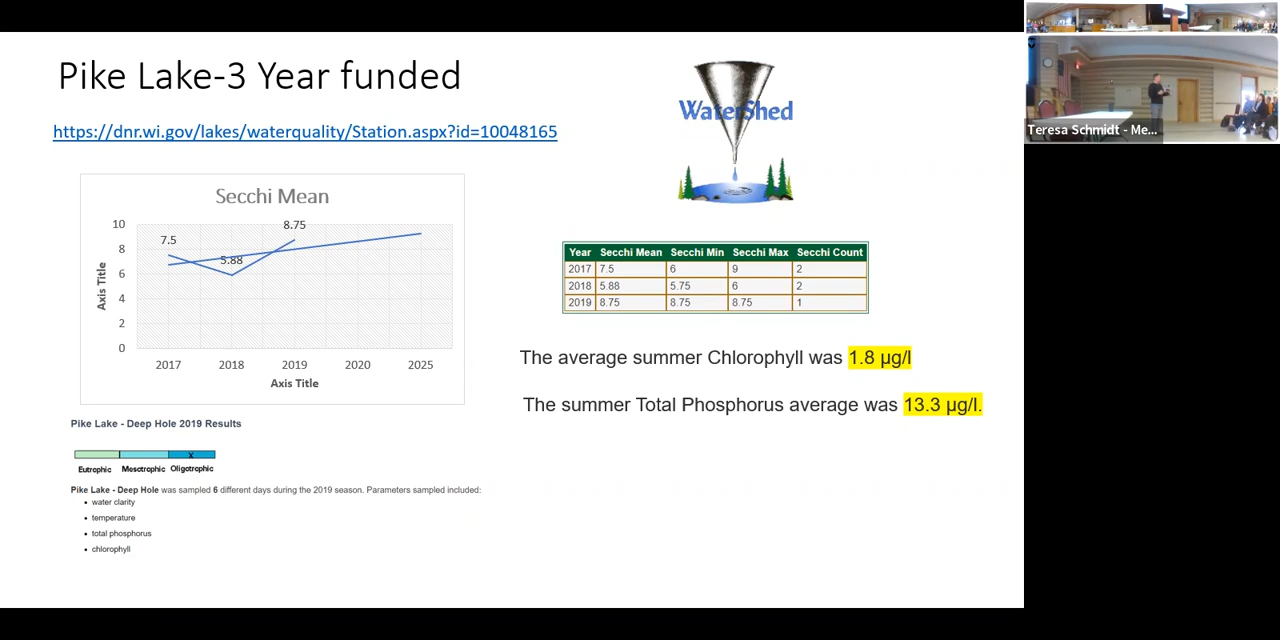 Pike Lake-3 Year funded
https://dnr.wi.gov/lakes/waterquality/Station.aspx?id=10048165
WaterShed
Secchi Mean
10
8
6
4
2
0
7.5
5.88
8.75
Axis Title
2017 2018 2019 2020 2025
Axis Title
Year Secchi Mean Secchi Min Secchi Max Secchi Count
2017 7.5 6 9 2
2018 5.88 5.75 6 2
2019 8.75 8.75 8.75 1
The average summer Chlorophyll was 1.8 µg/l
The summer Total Phosphorus average was 13.3 µg/l.
Pike Lake - Deep Hole 2019 Results
X
Eutrophic Mesotrophic Oligotrophic
Pike Lake - Deep Hole was sampled 6 different days during the 2019 season. Parameters sampled included:
• water clarity
• temperature
• total phosphorus
• chlorophyll
Teresa Schmidt - Me...